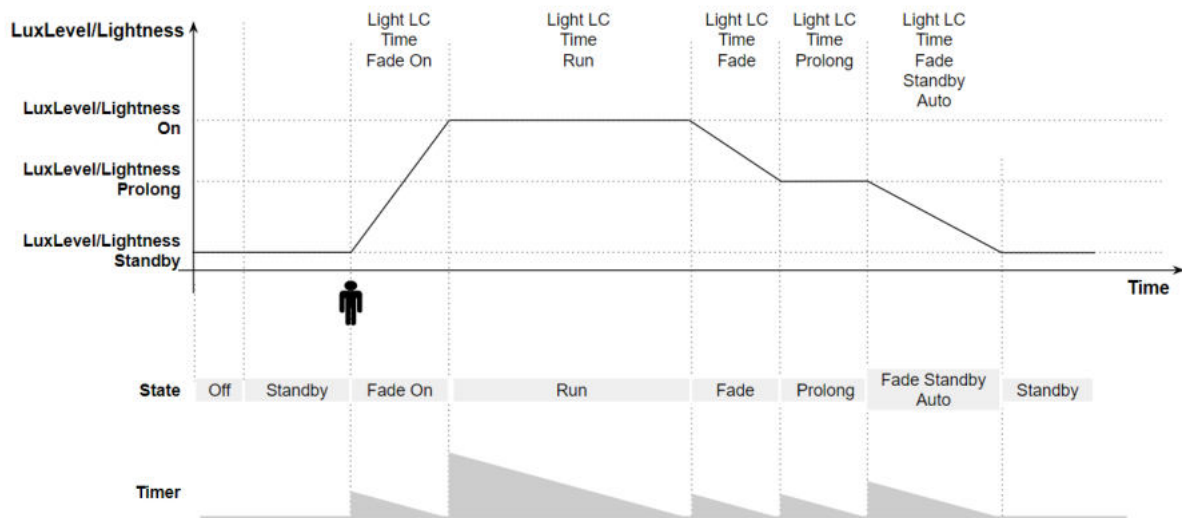 LuxLevel/Lightness
Light LC
Time
Fade On
Light LC
Time
Run
Light LC
Time
Fade
Light LC
Time
Prolong
Light LC
Time
Fade
Standby
Auto
LuxLevel/Lightness
On
LuxLevel/Lightness
Prolong
LuxLevel/Lightness
Standby
Time
State
Off
Standby
Fade On
Run
Fade
Prolong
Fade Standby
Auto
Standby
Timer